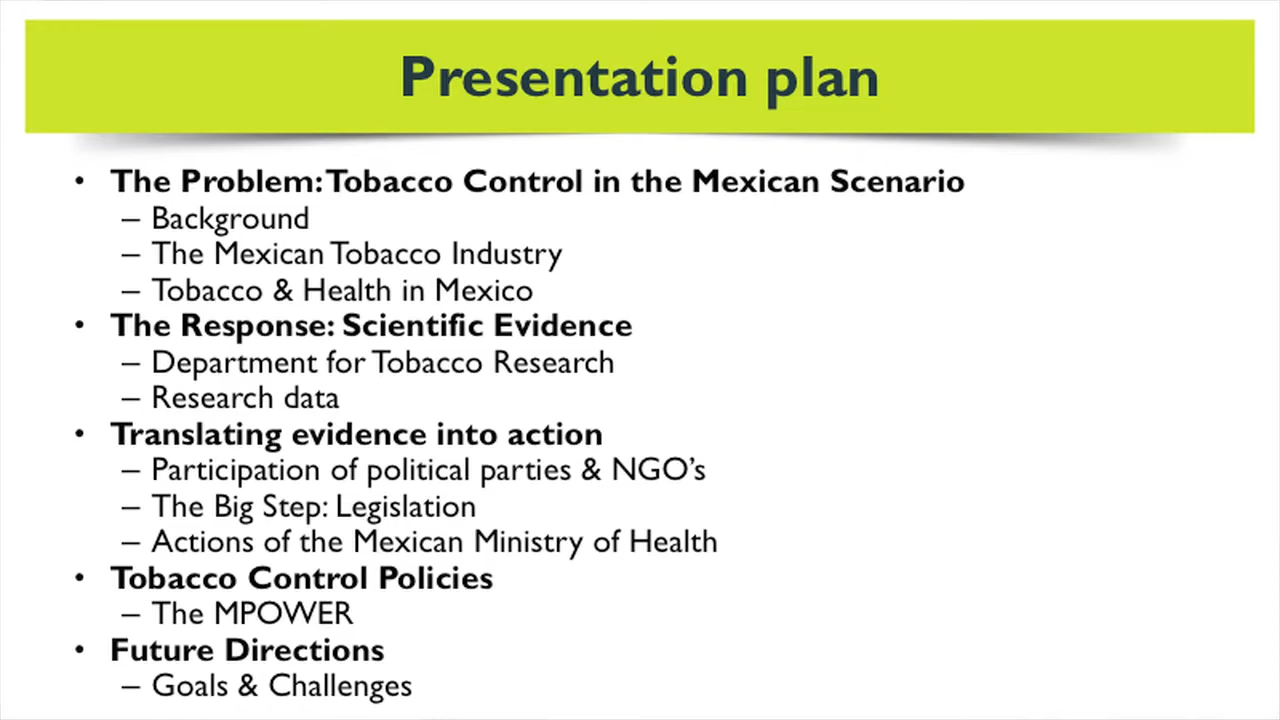 Presentation plan
• The Problem: Tobacco Control in the Mexican Scenario
– Background
– The Mexican Tobacco Industry
– Tobacco & Health in Mexico
• The Response: Scientific Evidence
– Department for Tobacco Research
– Research data
• Translating evidence into action
– Participation of political parties & NGO’s
– The Big Step: Legislation
– Actions of the Mexican Ministry of Health
• Tobacco Control Policies
– The MPOWER
• Future Directions
– Goals & Challenges